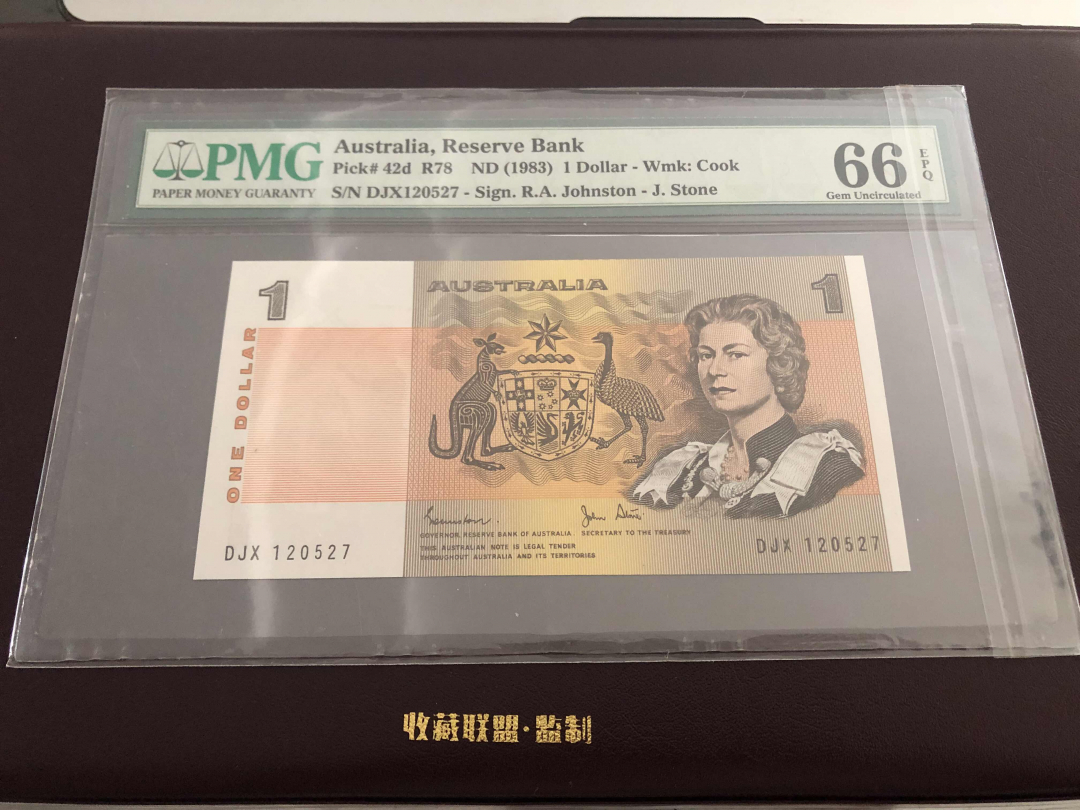 PMG
PAPER MONEY GUARANTY
Australia, Reserve Bank
Pick# 42d R78 ND (1983) 1 Dollar - Wmk: Cook
S/N DJX120527 - Sign. R.A. Johnston - J. Stone
66 EPQ
Gem Uncirculated
1
AUSTRALIA
1
ONE DOLLAR
Johnston.
John Stone
GOVERNOR, RESERVE BANK OF AUSTRALIA. SECRETARY TO THE TREASURY
THIS AUSTRALIAN NOTE IS LEGAL TENDER
THROUGHOUT AUSTRALIA AND ITS TERRITORIES
DJX 120527
DJX 120527
收藏联盟·监制